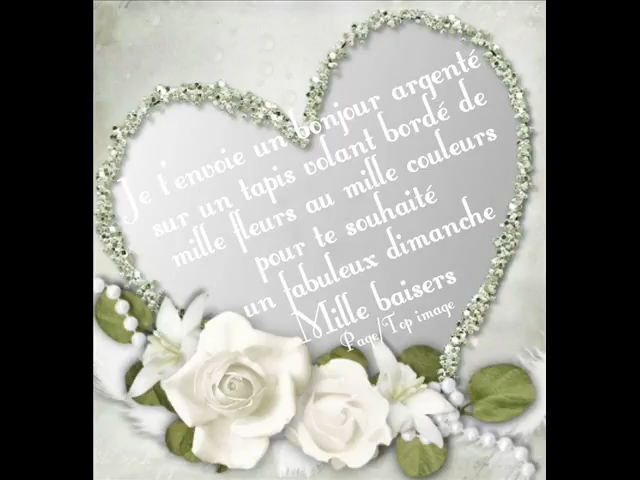 Je t'envoie un bonjour argenté
sur un tapis volant bordé de
mille fleurs au mille couleurs
pour te souhaité
un fabuleux dimanche
Mille baisers
Page/Top image